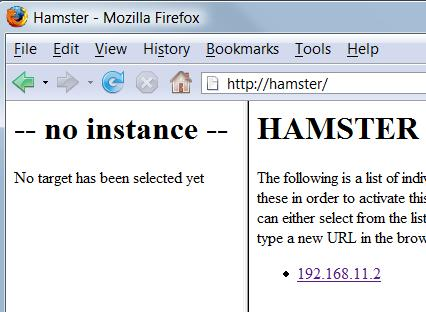 Hamster - Mozilla Firefox
File Edit View History Bookmarks Tools Help
http://hamster/
-- no instance --
No target has been selected yet
HAMSTER
The following is a list of indiv
these in order to activate this
can either select from the list
type a new URL in the brow
192.168.11.2